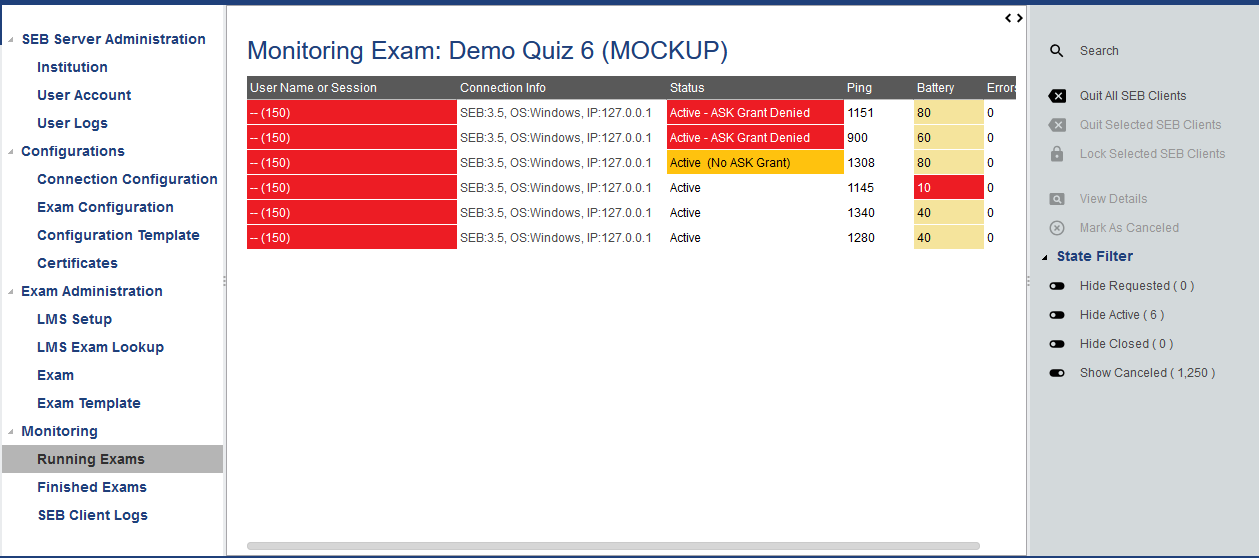 SEB Server Administration
Institution
User Account
User Logs
Configurations
Connection Configuration
Exam Configuration
Configuration Template
Certificates
Exam Administration
LMS Setup
LMS Exam Lookup
Exam
Exam Template
Monitoring
Running Exams
Finished Exams
SEB Client Logs
Monitoring Exam: Demo Quiz 6 (MOCKUP)
User Name or Session Connection Info Status Ping Battery Errors
-- (150) SEB:3.5, OS:Windows, IP:127.0.0.1 Active - ASK Grant Denied 1151 80 0
-- (150) SEB:3.5, OS:Windows, IP:127.0.0.1 Active - ASK Grant Denied 900 60 0
-- (150) SEB:3.5, OS:Windows, IP:127.0.0.1 Active (No ASK Grant) 1308 80 0
-- (150) SEB:3.5, OS:Windows, IP:127.0.0.1 Active 1145 10 0
-- (150) SEB:3.5, OS:Windows, IP:127.0.0.1 Active 1340 40 0
-- (150) SEB:3.5, OS:Windows, IP:127.0.0.1 Active 1280 40 0
Search
Quit All SEB Clients
Quit Selected SEB Clients
Lock Selected SEB Clients
View Details
Mark As Canceled
State Filter
Hide Requested ( 0 )
Hide Active ( 6 )
Hide Closed ( 0 )
Show Canceled ( 1,250 )